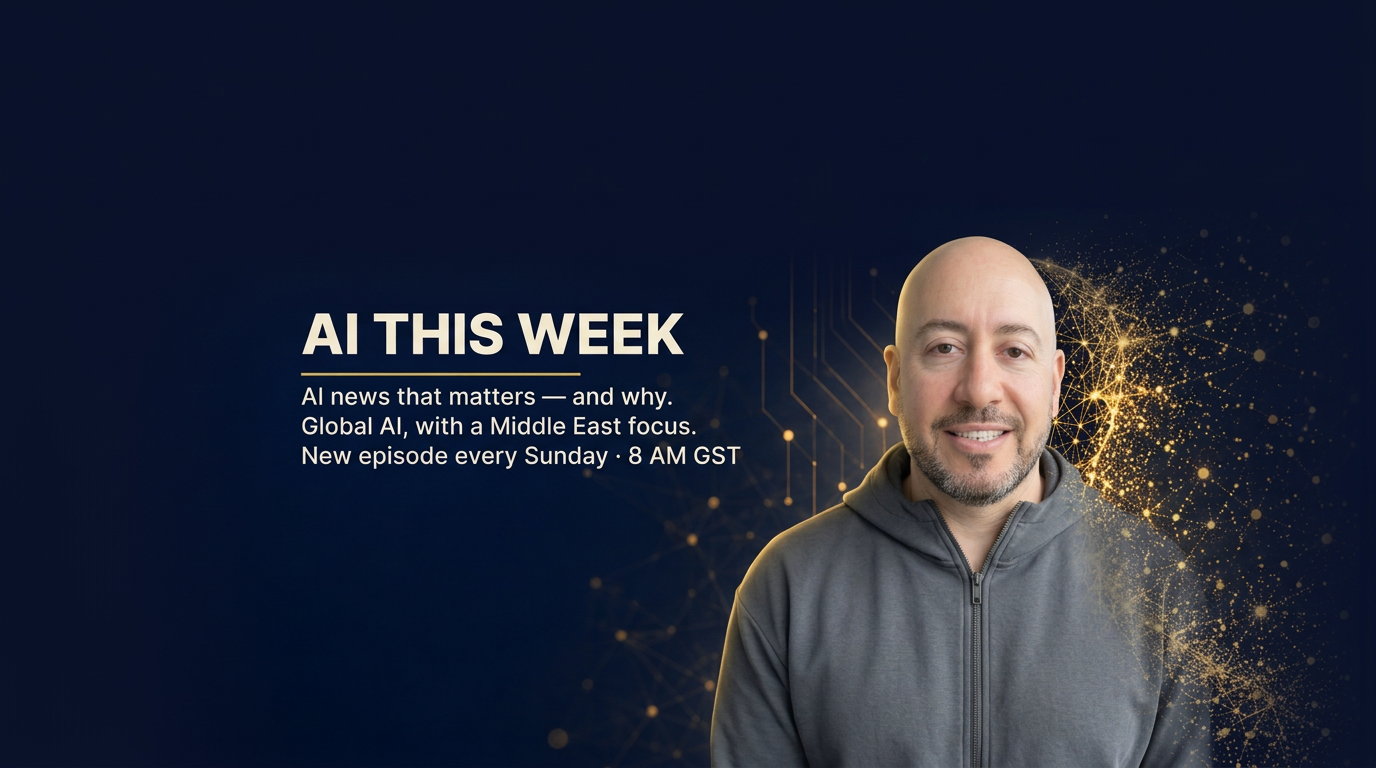 AI THIS WEEK
AI news that matters — and why.
Global AI, with a Middle East focus.
New episode every Sunday · 8 AM GST